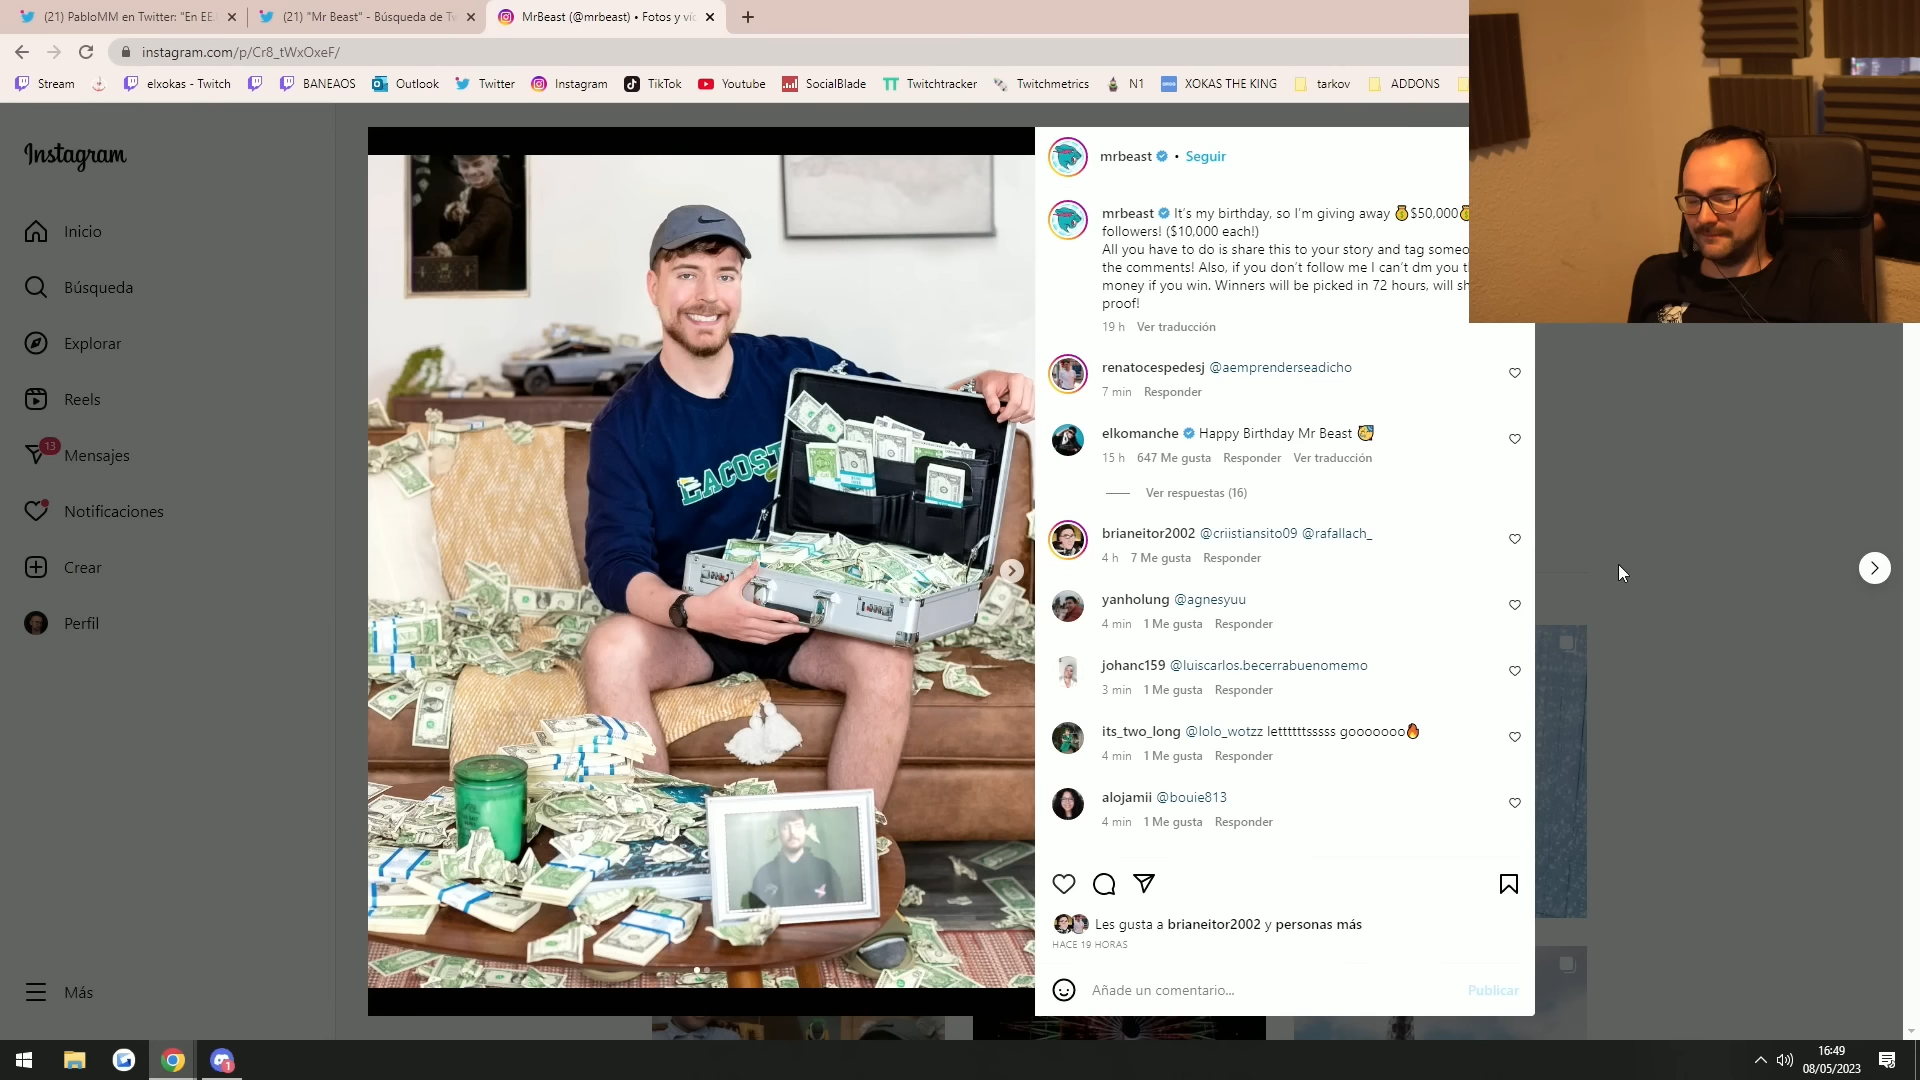 (21) PabloMM en Twitter: "En EE.
(21) "Mr Beast" - Búsqueda de Tw
MrBeast (@mrbeast) • Fotos y vi
instagram.com/p/Cr8_tWxOxeF/
Stream
elxokas - Twitch
BANEAOS
Outlook
Twitter
Instagram
TikTok
Youtube
SocialBlade
Twitchtracker
Twitchmetrics
N1
XOKAS THE KING
tarkov
ADDONS
Instagram
Inicio
Búsqueda
Explorar
Reels
13
Mensajes
Notificaciones
Crear
Perfil
Más
LACOST
mrbeast • Seguir
mrbeast It's my birthday, so I'm giving away 💰$50,000💰
followers! ($10,000 each!)
All you have to do is share this to your story and tag someo
the comments! Also, if you don't follow me I can't dm you t
money if you win. Winners will be picked in 72 hours, will sh
proof!
19 h Ver traducción
renatocespedesj @aemprenderseadicho
7 min Responder
elkomanche Happy Birthday Mr Beast 🥳
15 h 647 Me gusta Responder Ver traducción
Ver respuestas (16)
brianeitor2002 @criistiansito09 @rafallach_
4 h 7 Me gusta Responder
yanholung @agnesyuu
4 min 1 Me gusta Responder
johanc159 @luiscarlos.becerrabuenomemo
3 min 1 Me gusta Responder
its_two_long @lolo_wotzz lettttttsssss gooooooo🔥
4 min 1 Me gusta Responder
alojamii @bouie813
4 min 1 Me gusta Responder
Les gusta a brianeitor2002 y personas más
HACE 19 HORAS
Añade un comentario...
Publicar
1
16:49
08/05/2023